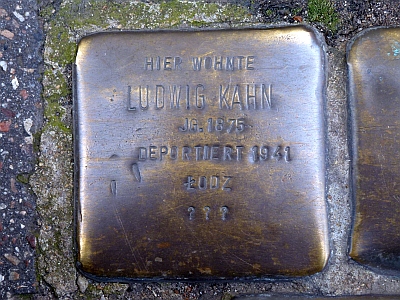 HIER WOHNTE
LUDWIG KAHN
JG. 1875
DEPORTIERT 1941
ŁODZ
? ? ?